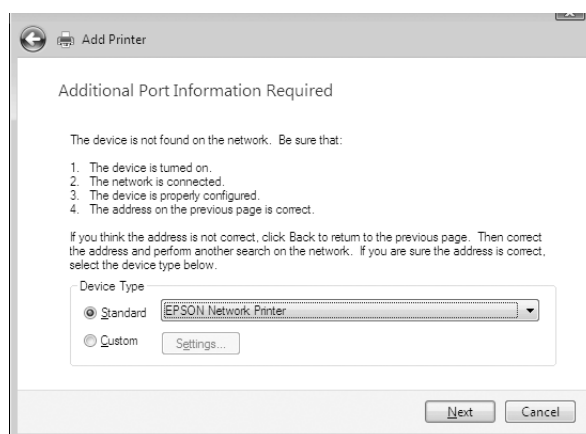 Add Printer
Additional Port Information Required
The device is not found on the network. Be sure that:
1. The device is turned on.
2. The network is connected.
3. The device is properly configured.
4. The address on the previous page is correct.
If you think the address is not correct, click Back to return to the previous page. Then correct
the address and perform another search on the network. If you are sure the address is correct,
select the device type below.
Device Type
Standard EPSON Network Printer
Custom Settings...
Next Cancel